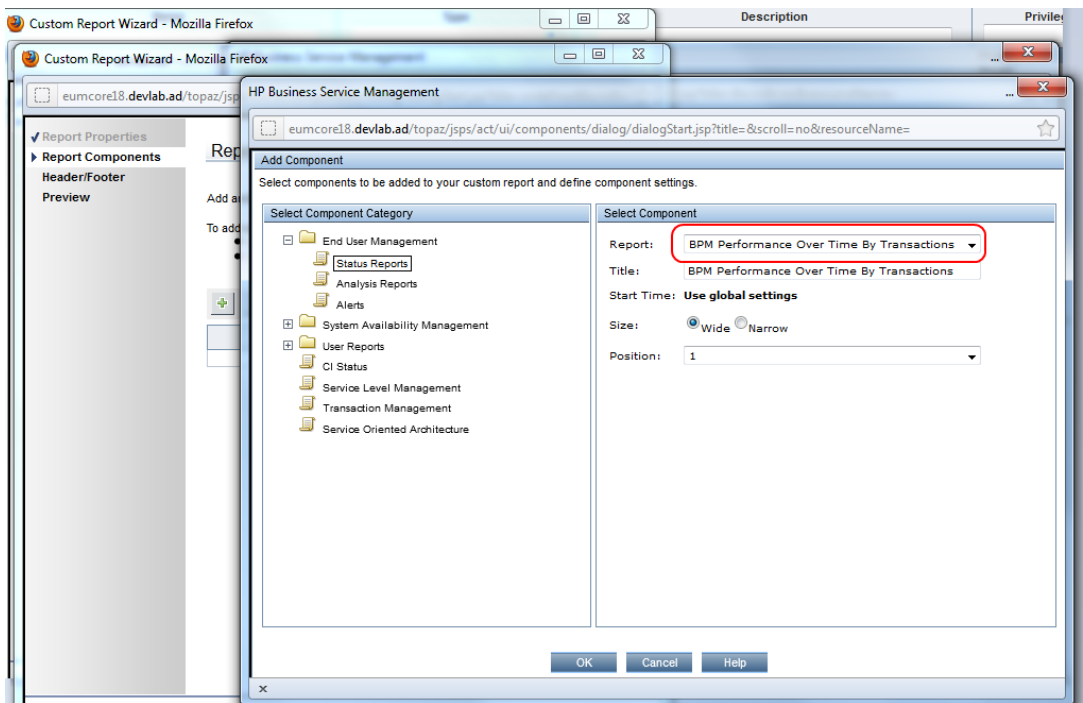 Type
Description
Privile
Custom Report Wizard - Mozilla Firefox
Custom Report Wizard - Mozilla Firefox
...
eumcore18.devlab.ad/topaz/jsp
HP Business Service Management
...
eumcore18.devlab.ad/topaz/jsps/act/ui/components/dialog/dialogStart.jsp?title=&scroll=no&resourceName=
Report Properties
Report Components
Header/Footer
Preview
Rep
Add a
To add
Add Component
Select components to be added to your custom report and define component settings.
Select Component Category
End User Management
Status Reports
Analysis Reports
Alerts
System Availability Management
User Reports
CI Status
Service Level Management
Transaction Management
Service Oriented Architecture
Select Component
Report: BPM Performance Over Time By Transactions
Title: BPM Performance Over Time By Transactions
Start Time: Use global settings
Size: Wide Narrow
Position: 1
OK Cancel Help
x